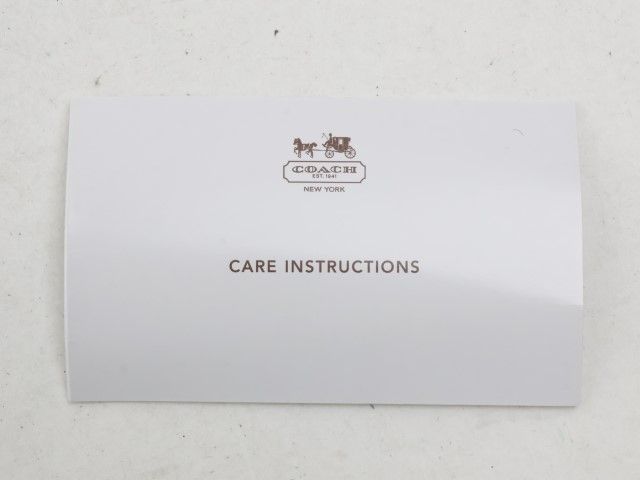 COACH
EST. 1941
NEW YORK
CARE INSTRUCTIONS